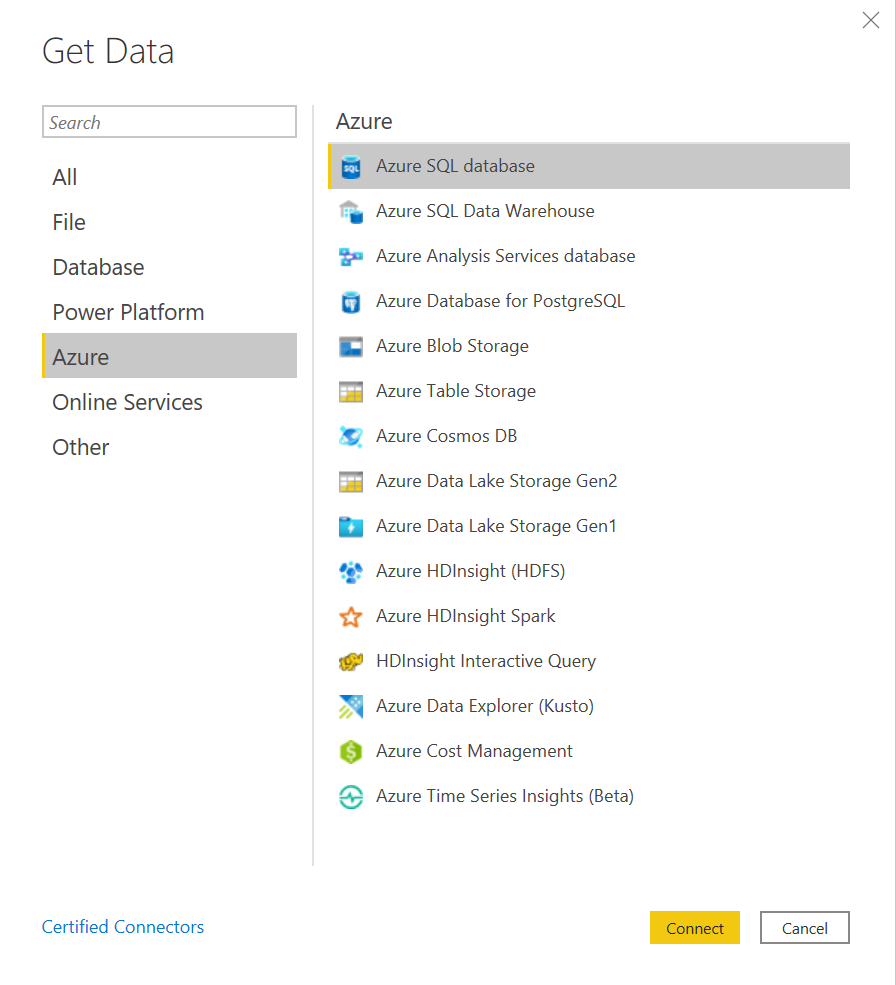 Get Data
Search
All
File
Database
Power Platform
Azure
Online Services
Other
Azure
SQL
Azure SQL database
Azure SQL Data Warehouse
Azure Analysis Services database
Azure Database for PostgreSQL
Azure Blob Storage
Azure Table Storage
Azure Cosmos DB
Azure Data Lake Storage Gen2
Azure Data Lake Storage Gen1
Azure HDInsight (HDFS)
Azure HDInsight Spark
HDInsight Interactive Query
Azure Data Explorer (Kusto)
$
Azure Cost Management
Azure Time Series Insights (Beta)
Certified Connectors
Connect
Cancel